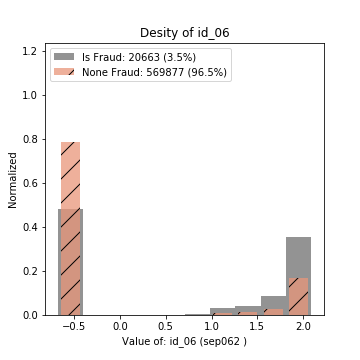 Desity of id_06
Is Fraud: 20663 (3.5%)
None Fraud: 569877 (96.5%)
1.2
1.0
0.8
0.6
0.4
0.2
0.0
Normalized
−0.5
0.0
0.5
1.0
1.5
2.0
Value of: id_06 (sep062 )